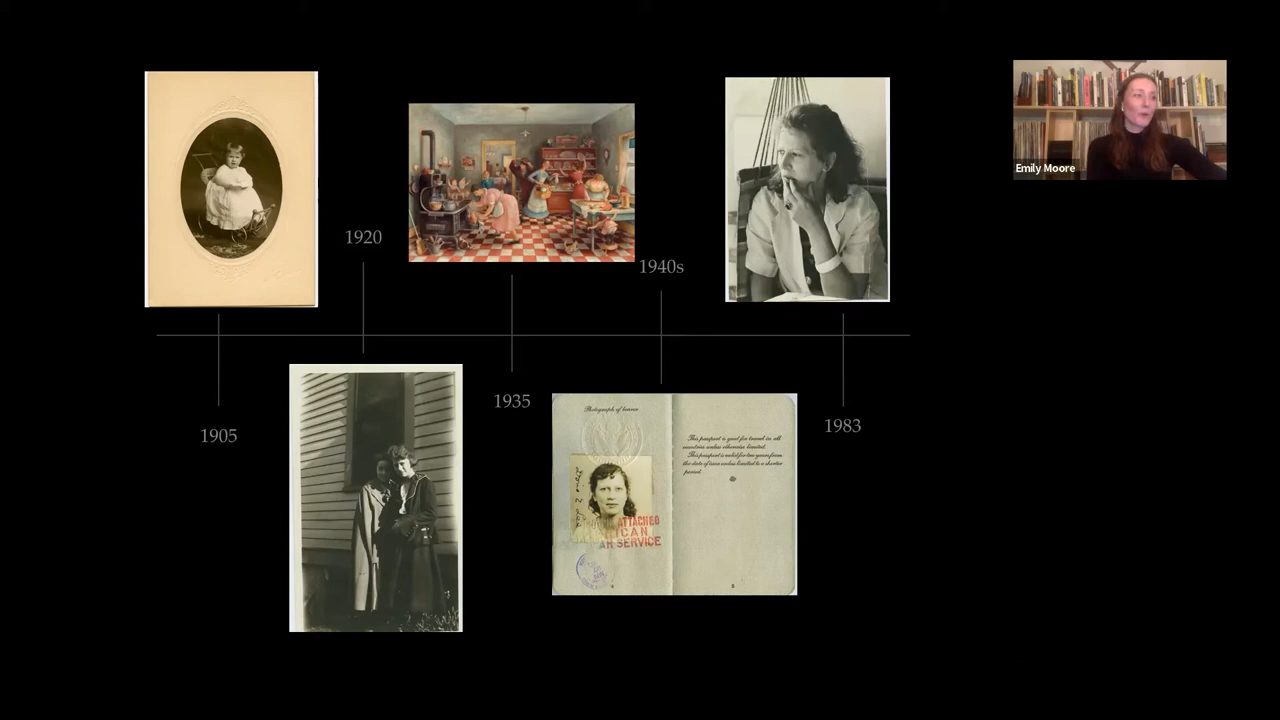 Emily Moore
1920
1940s
1905
1935
1983
Photograph of bearer
This passport is good for travel in all
countries unless otherwise limited.
This passport is valid for two years from
the date of issue unless limited to a shorter
period.
ATTACHED
ICAN
AR SERVICE